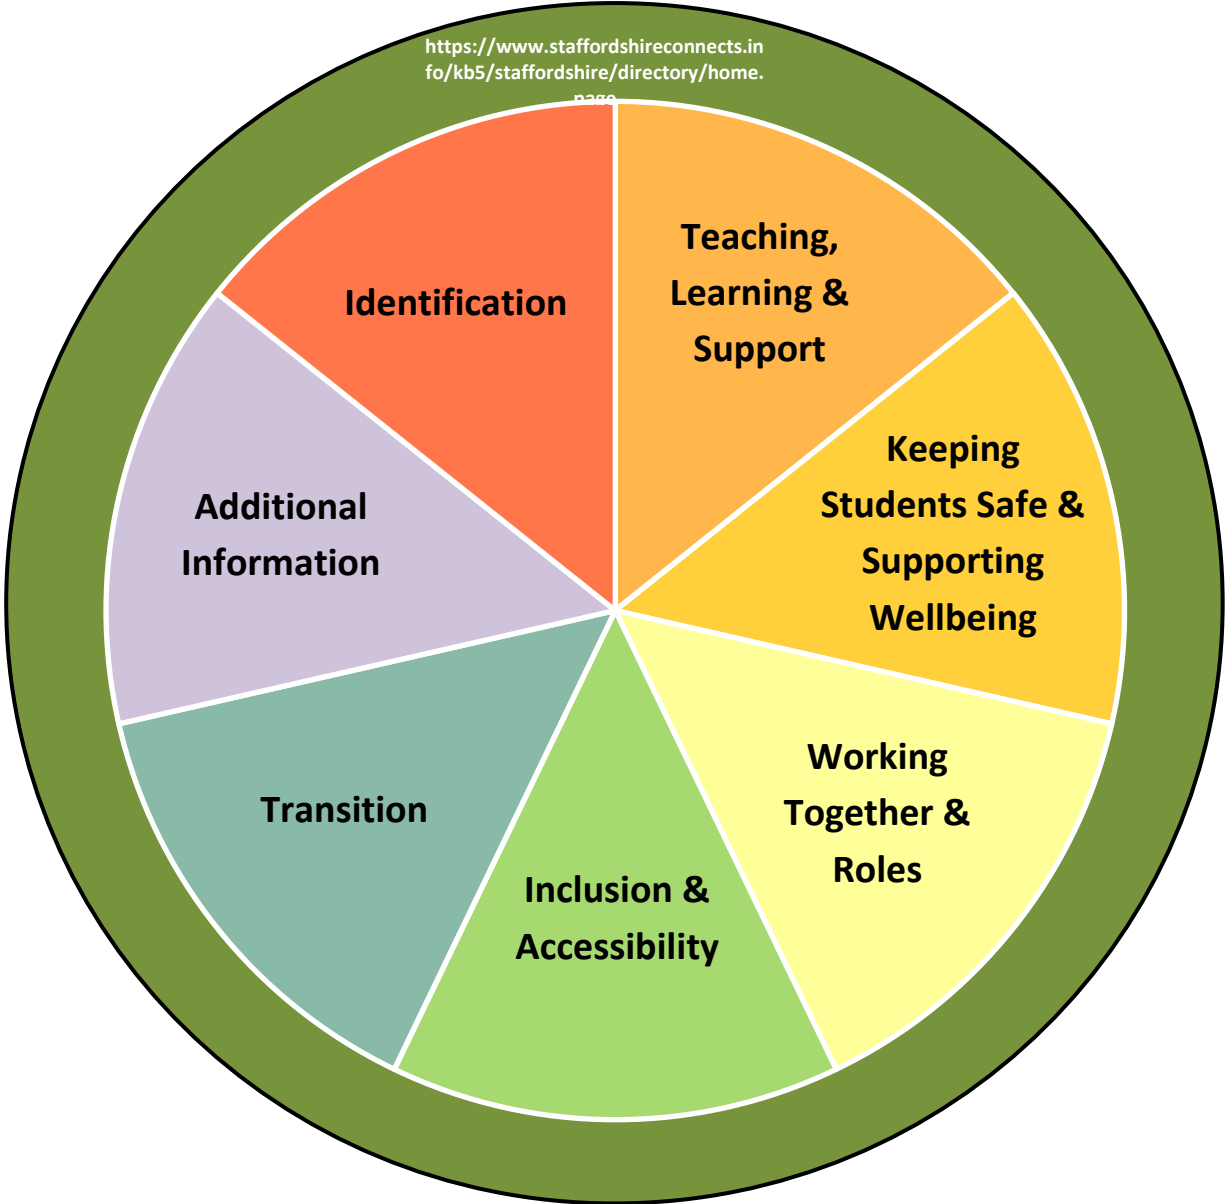 https://www.staffordshireconnects.in
fo/kb5/staffordshire/directory/home.
page
Identification
Teaching,
Learning &
Support
Keeping
Students Safe &
Supporting
Wellbeing
Working
Together &
Roles
Inclusion &
Accessibility
Transition
Additional
Information